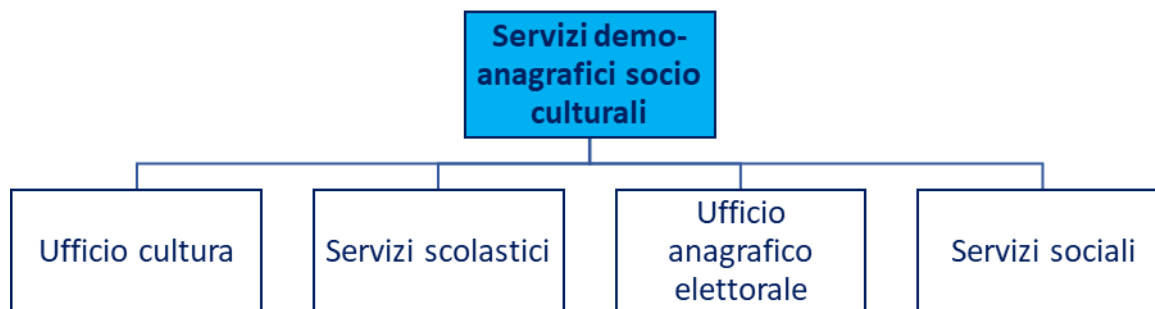 Servizi demo-
anagrafici socio
culturali
Ufficio cultura
Servizi scolastici
Ufficio
anagrafico
elettorale
Servizi sociali